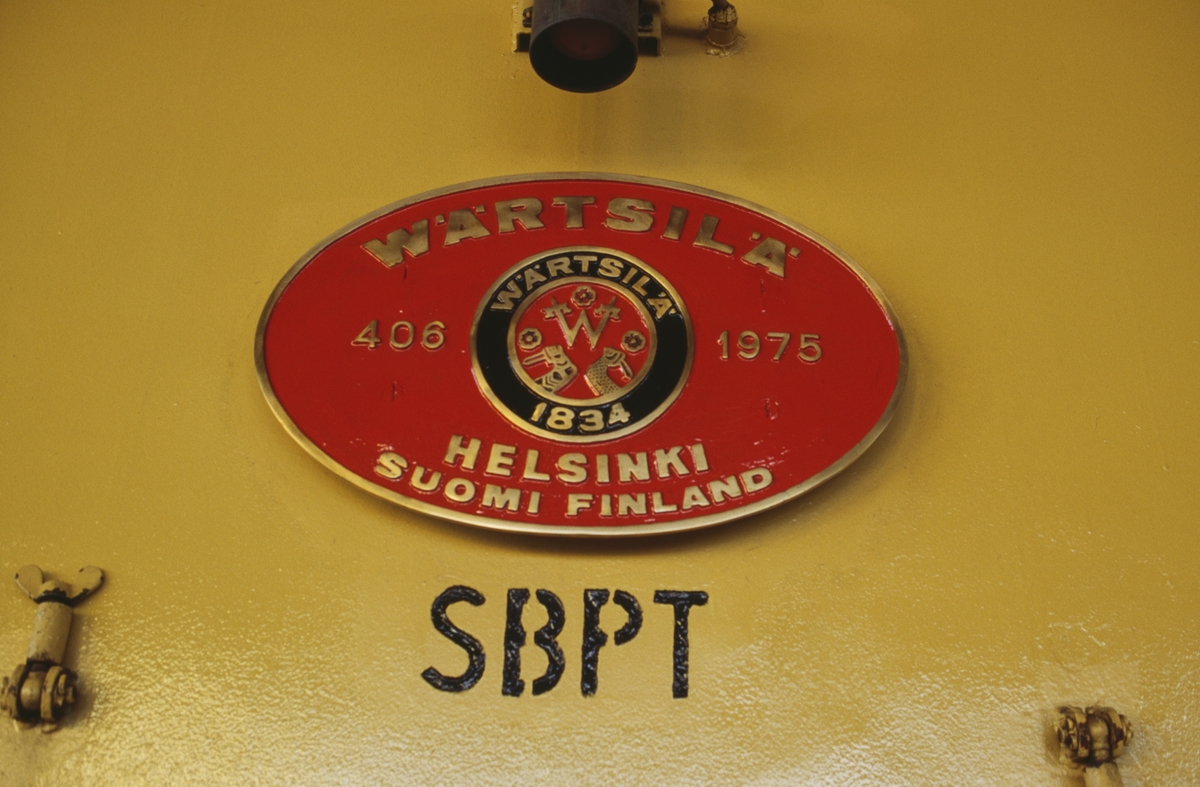 WÄRTSILÄ
WÄRTSILÄ
W
406
1975
1834
HELSINKI
SUOMI FINLAND
SBPT